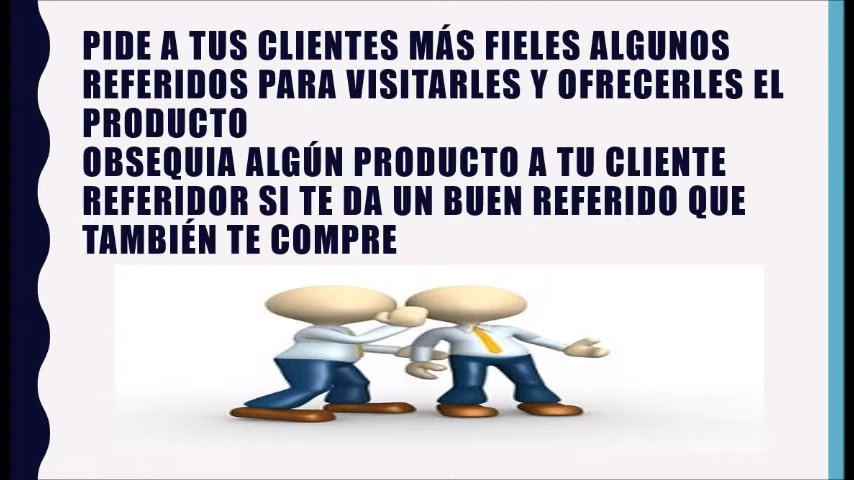 PIDE A TUS CLIENTES MÁS FIELES ALGUNOS
REFERIDOS PARA VISITARLES Y OFRECERLES EL
PRODUCTO
OBSEQUIA ALGÚN PRODUCTO A TU CLIENTE
REFERIDOR SI TE DA UN BUEN REFERIDO QUE
TAMBIÉN TE COMPRE